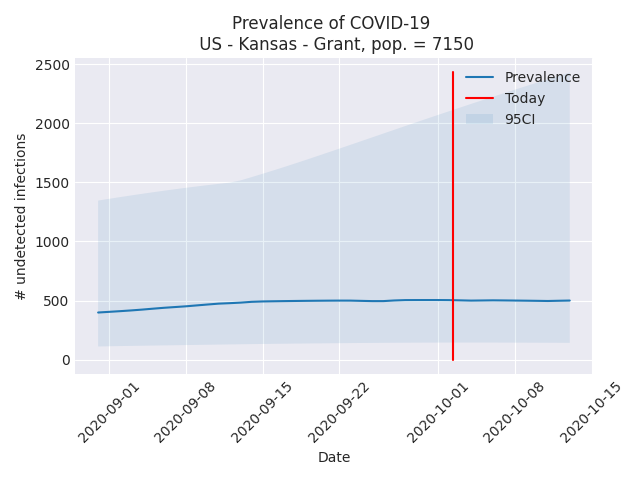 Prevalence of COVID-19
US - Kansas - Grant, pop. = 7150
Prevalence
Today
95CI
# undetected infections
2500
2000
1500
1000
500
0
2020-09-01
2020-09-08
2020-09-15
2020-09-22
2020-10-01
2020-10-08
2020-10-15
Date